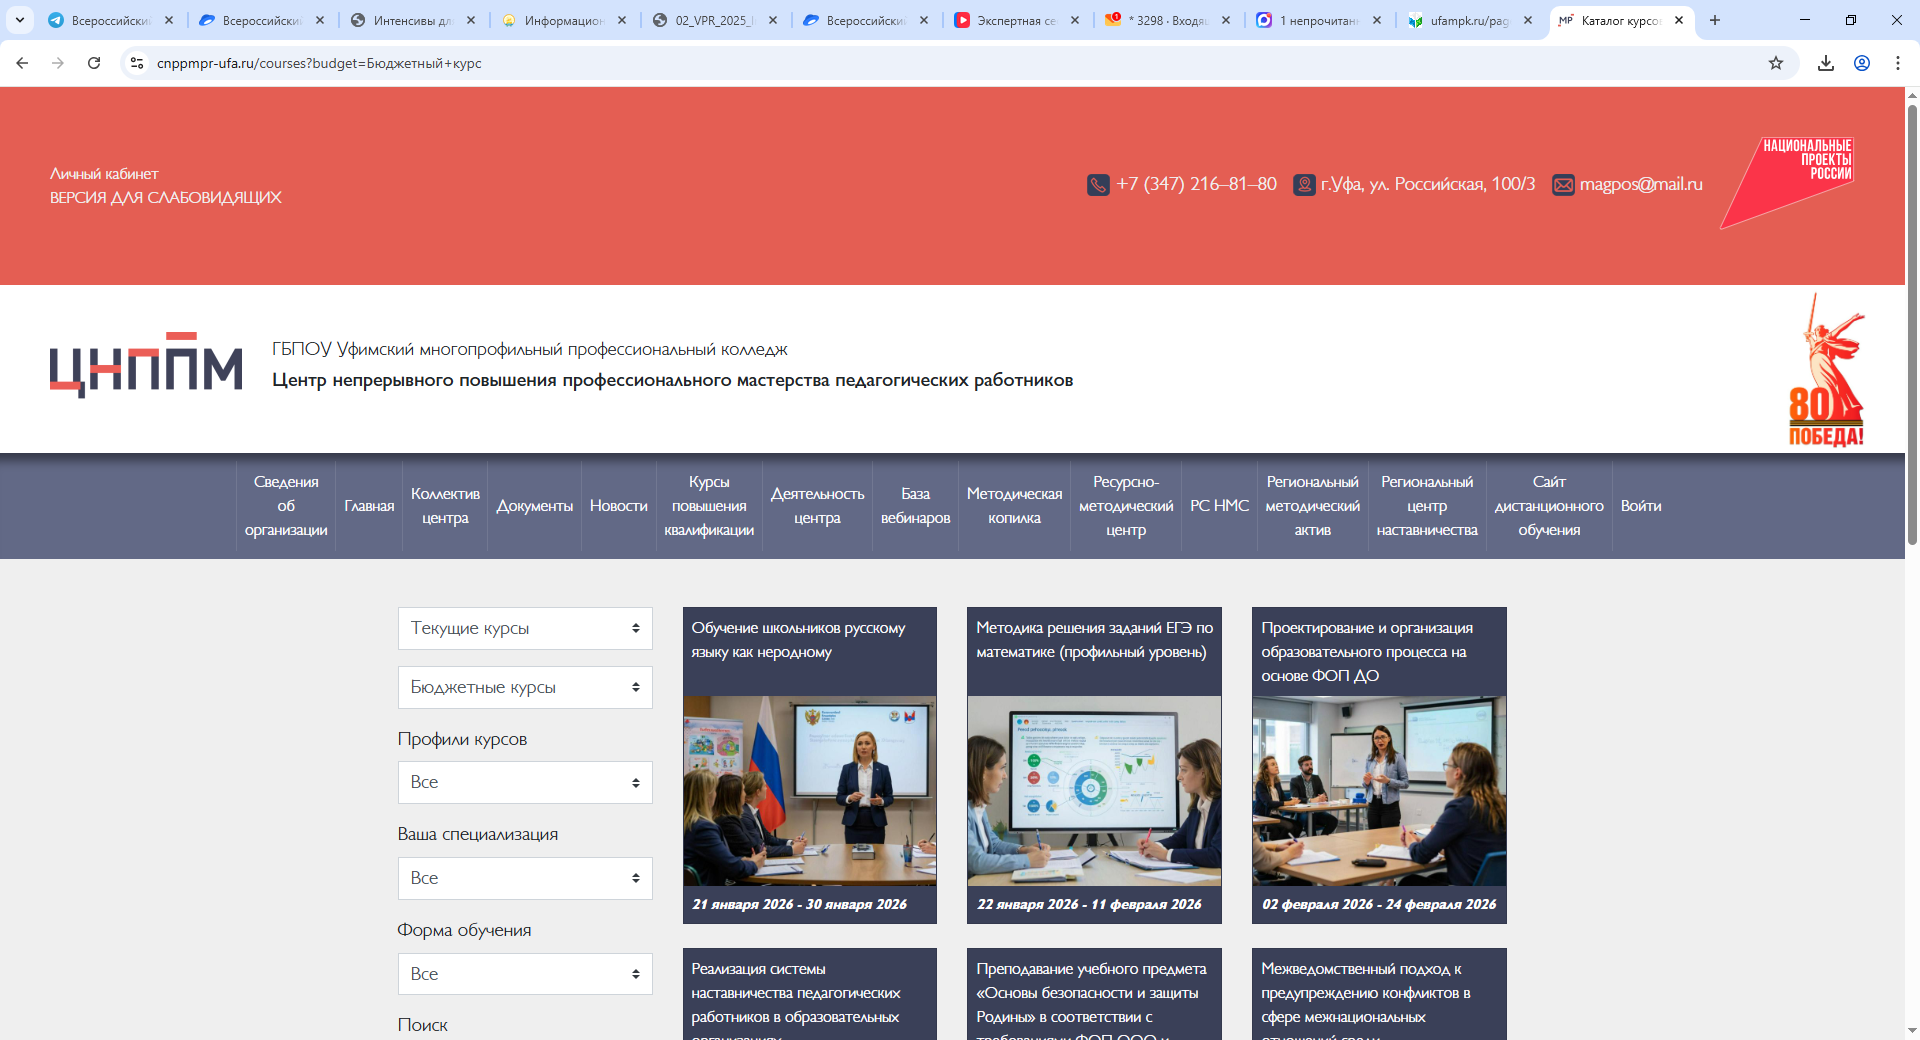 Всероссийски
Всероссийски
Интенсивы дл
Информацион
02_VPR_2025_
Всероссийски
Экспертная се
* 3298 · Входящ
1 непрочитанн
ufampk.ru/pag
Каталог курсо
cnppmpr-ufa.ru/courses?budget=Бюджетный+курс
Личный кабинет
ВЕРСИЯ ДЛЯ СЛАБОВИДЯЩИХ
+7 (347) 216–81–80
г.Уфа, ул. Российская, 100/3
magpos@mail.ru
НАЦИОНАЛЬНЫЕ
ПРОЕКТЫ
РОССИИ
ЦНППМ
ГБПОУ Уфимский многопрофильный профессиональный колледж
Центр непрерывного повышения профессионального мастерства педагогических работников
80
ПОБЕДА!
Сведения
об
организации
Главная
Коллектив
центра
Документы
Новости
Курсы
повышения
квалификации
Деятельность
центра
База
вебинаров
Методическая
копилка
Ресурсно-
методический
центр
РС НМС
Региональный
методический
актив
Региональный
центр
наставничества
Сайт
дистанционного
обучения
Войти
Текущие курсы
Бюджетные курсы
Профили курсов
Все
Ваша специализация
Все
Форма обучения
Все
Поиск
Обучение школьников русскому
языку как неродному
21 января 2026 - 30 января 2026
Методика решения заданий ЕГЭ по
математике (профильный уровень)
22 января 2026 - 11 февраля 2026
Проектирование и организация
образовательного процесса на
основе ФОП ДО
02 февраля 2026 - 24 февраля 2026
Реализация системы
наставничества педагогических
работников в образовательных
организациях
Преподавание учебного предмета
«Основы безопасности и защиты
Родины» в соответствии с
требованиями ФОП ООО и
Межведомственный подход к
предупреждению конфликтов в
сфере межнациональных
отношений среди